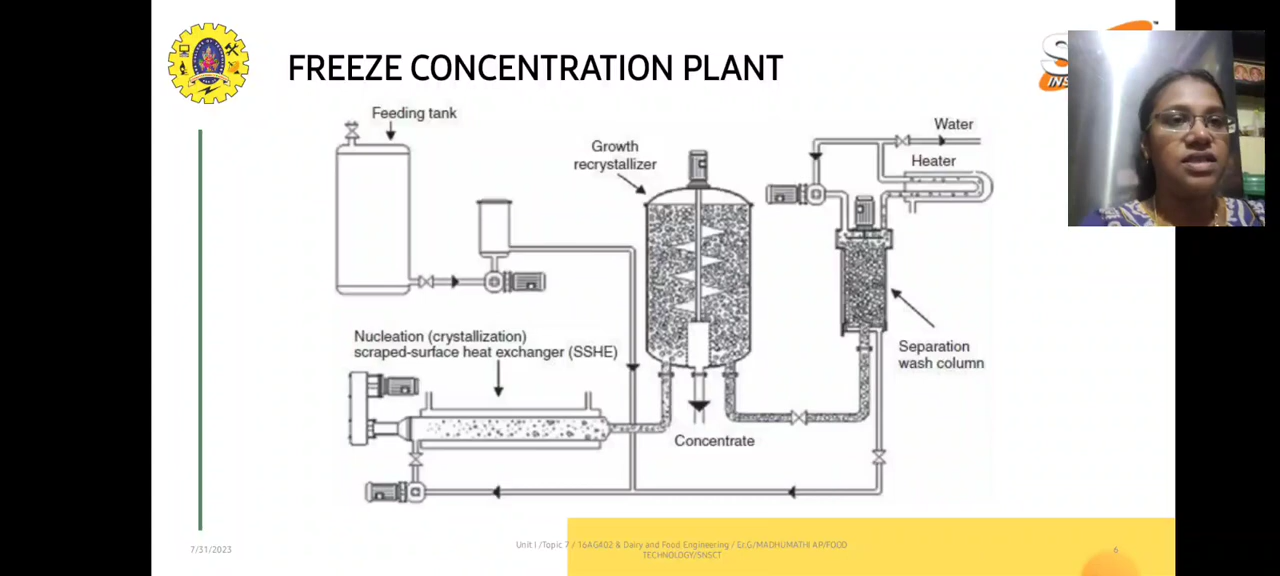 FREEZE CONCENTRATION PLANT
Feeding tank
Growth
recrystallizer
Water
Heater
Nucleation (crystallization)
scraped-surface heat exchanger (SSHE)
Separation
wash column
Concentrate
7/31/2023
Unit I /Topic 7 / 16AG402 & Dairy and Food Engineering / Er.G/MADHUMATHI AP/FOOD
TECHNOLOGY/SNSCT
6